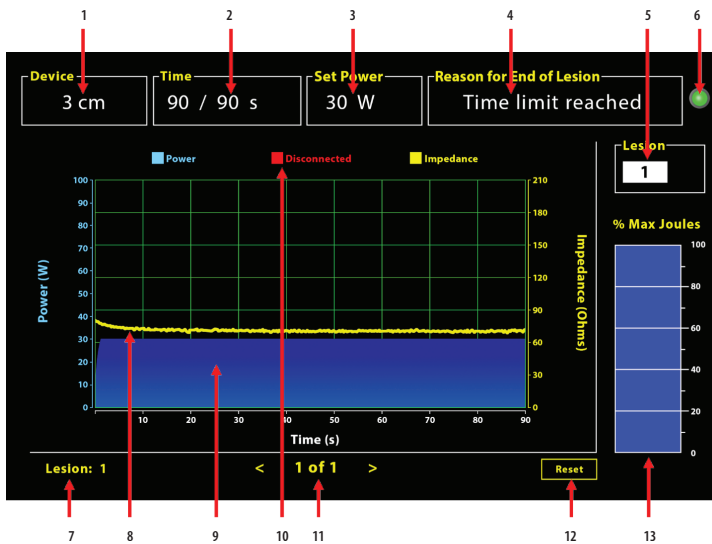 1 2 3 4 5 6
Device Time Set Power Reason for End of Lesion
3 cm 90 / 90 s 30 W Time limit reached
Lesion
1
Power Disconnected Impedance
% Max Joules
100
90
80
70
60
50
40
30
20
10
0
Power (W)
210
180
150
120
90
60
30
0
Impedance (Ohms)
10 20 30 40 50 60 70 80 90
Time (s)
100
80
60
40
20
0
Lesion: 1 < 1 of 1 > Reset
7 8 9 10 11 12 13